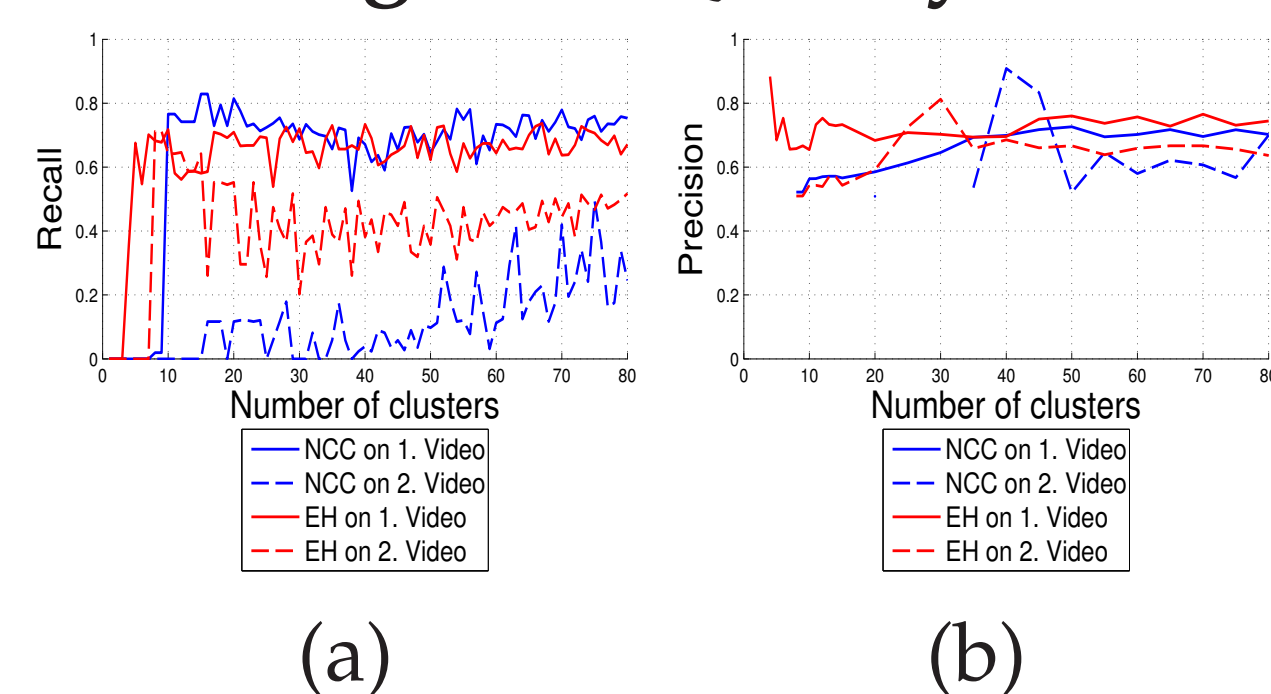 1
0.8
0.6
0.4
0.2
0
Recall
0 10 20 30 40 50 60 70 80
Number of clusters
NCC on 1. Video
NCC on 2. Video
EH on 1. Video
EH on 2. Video
(a)
1
0.8
0.6
0.4
0.2
0
Precision
0 10 20 30 40 50 60 70
Number of clusters
NCC on 1. Video
NCC on 2. Video
EH on 1. Video
EH on 2. Video
(b)